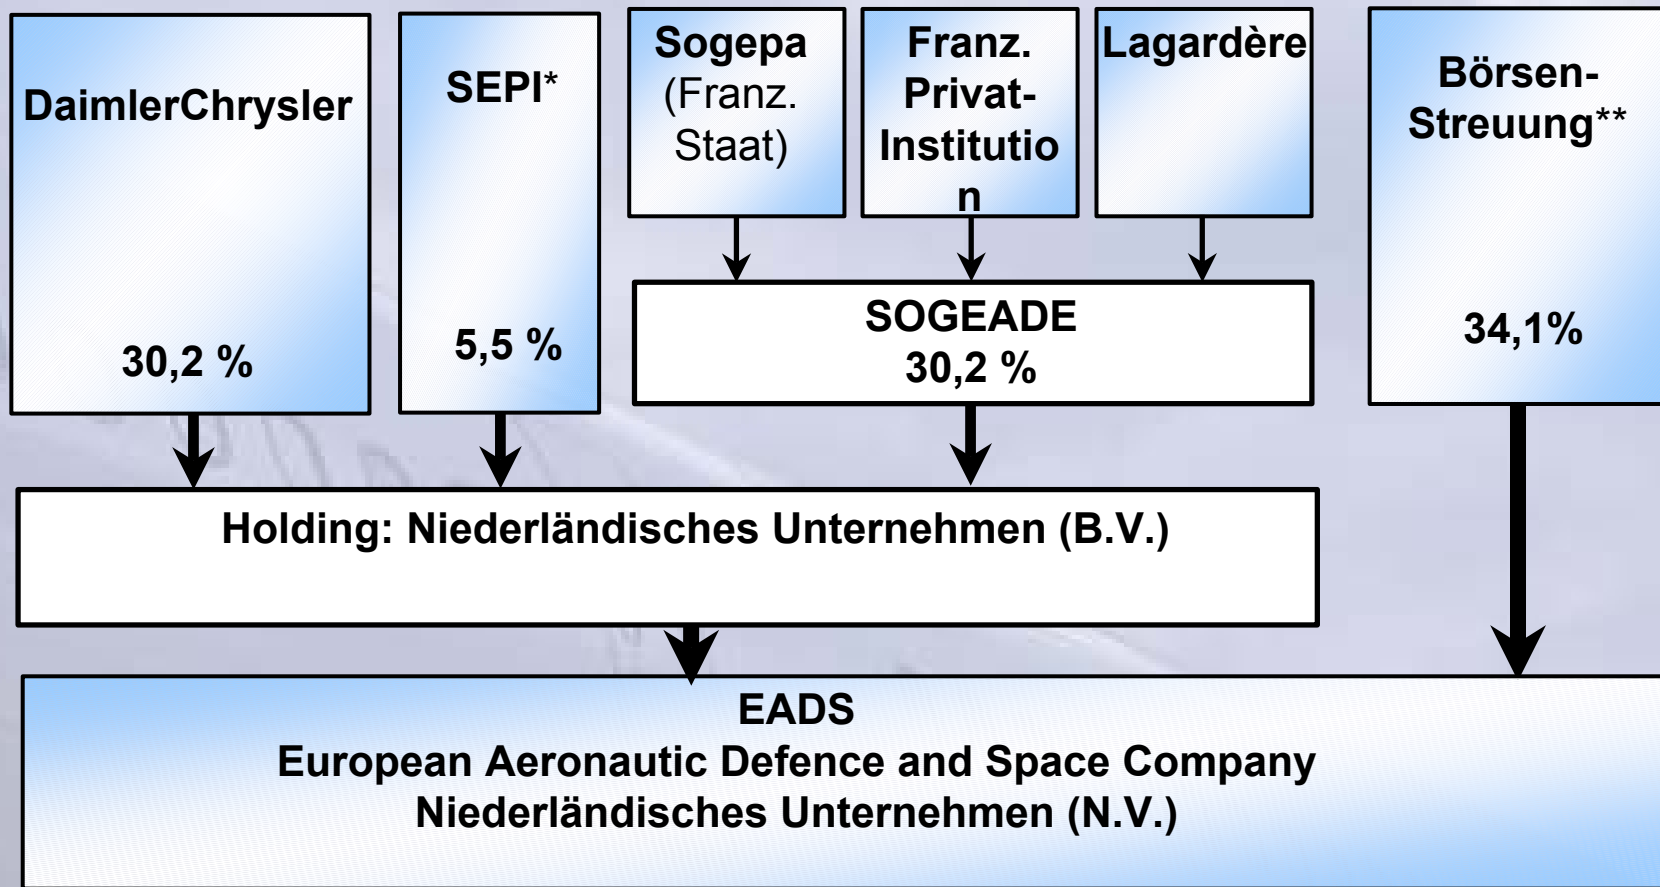 DaimlerChrysler
30,2 %
SEPI*
5,5 %
Sogepa
(Franz.
Staat)
Franz.
Privat-
Institutio
n
Lagardère
SOGEADE
30,2 %
Börsen-
Streuung**
34,1%
Holding: Niederländisches Unternehmen (B.V.)
EADS
European Aeronautic Defence and Space Company
Niederländisches Unternehmen (N.V.)